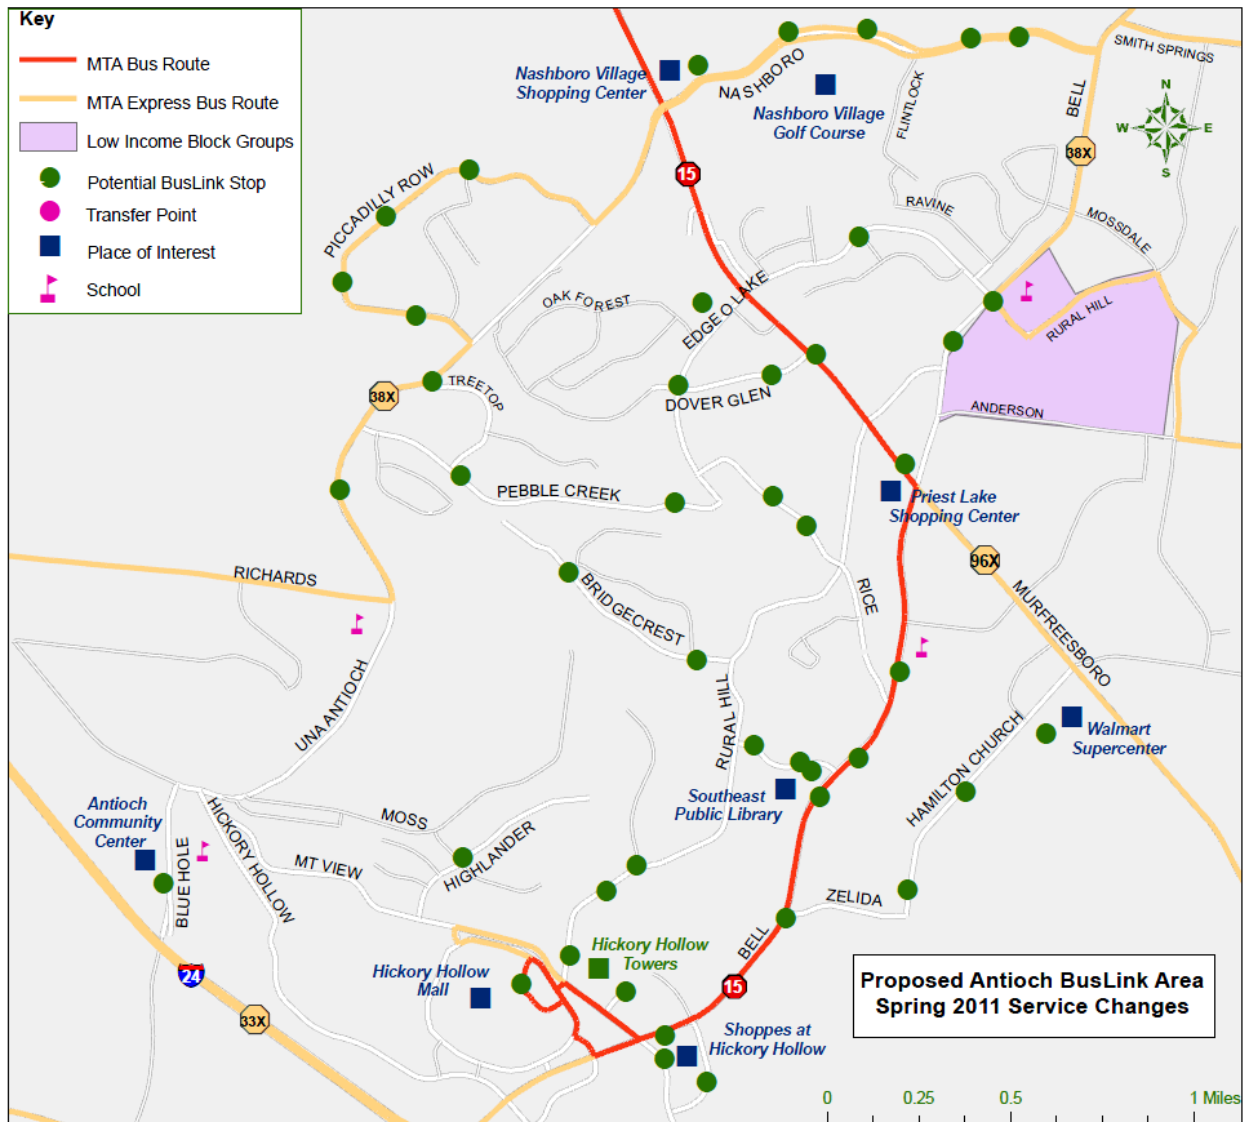 Key
MTA Bus Route
MTA Express Bus Route
Low Income Block Groups
Potential BusLink Stop
Transfer Point
Place of Interest
School
Nashboro Village
Shopping Center
NASHBORO
Nashboro Village
Golf Course
FLINTLOCK
BELL
SMITH SPRINGS
N
W
E
S
38X
15
PICCADILLY ROW
RAVINE
MOSSDALE
OAK FOREST
EDGE O LAKE
RURAL HILL
38X
TREETOP
DOVER GLEN
ANDERSON
PEBBLE CREEK
Priest Lake
Shopping Center
96X
RICHARDS
BRIDGECREST
RICE
MURFREESBORO
UNA ANTIOCH
RURAL HILL
HAMILTON CHURCH
Walmart
Supercenter
Antioch
Community
Center
BLUE HOLE
HICKORY HOLLOW
MOSS
MT VIEW
HIGHLANDER
Southeast
Public Library
ZELIDA
BELL
Hickory Hollow
Towers
Hickory Hollow
Mall
24
33X
15
Shoppes at
Hickory Hollow
Proposed Antioch BusLink Area
Spring 2011 Service Changes
0 0.25 0.5 1 Miles